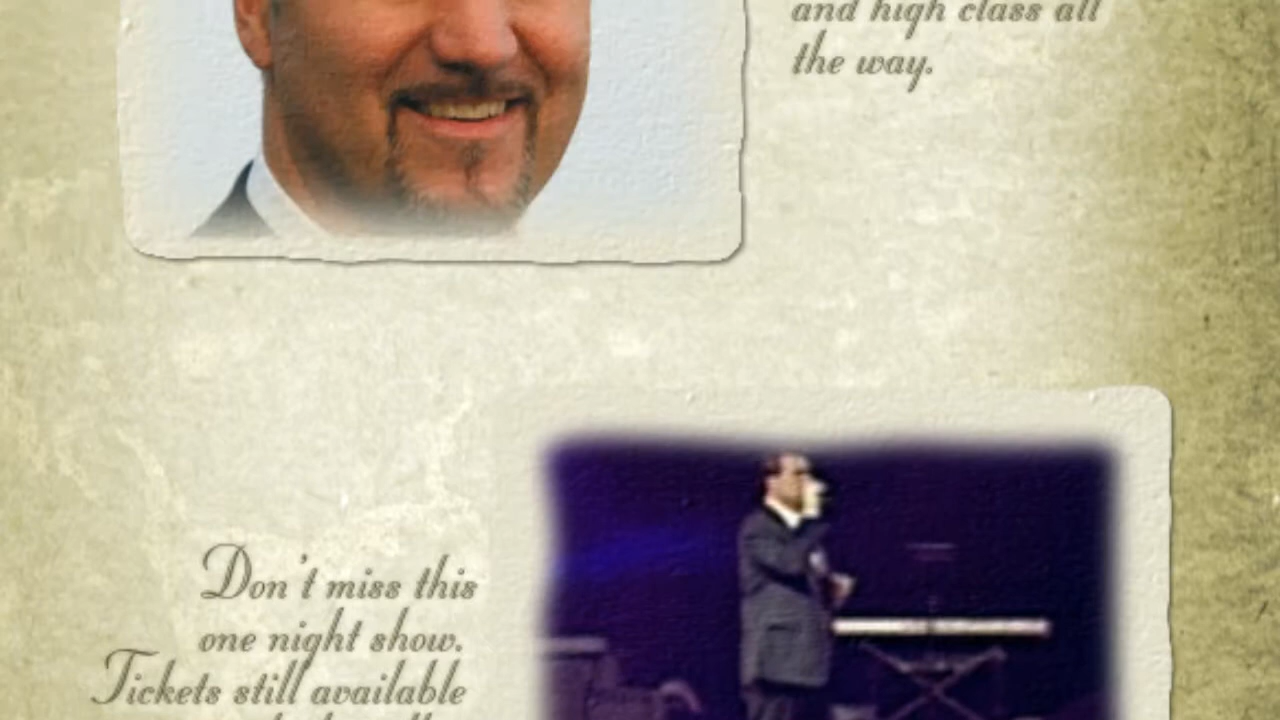 and high class all
the way.
Don't miss this
one night show.
Tickets still available